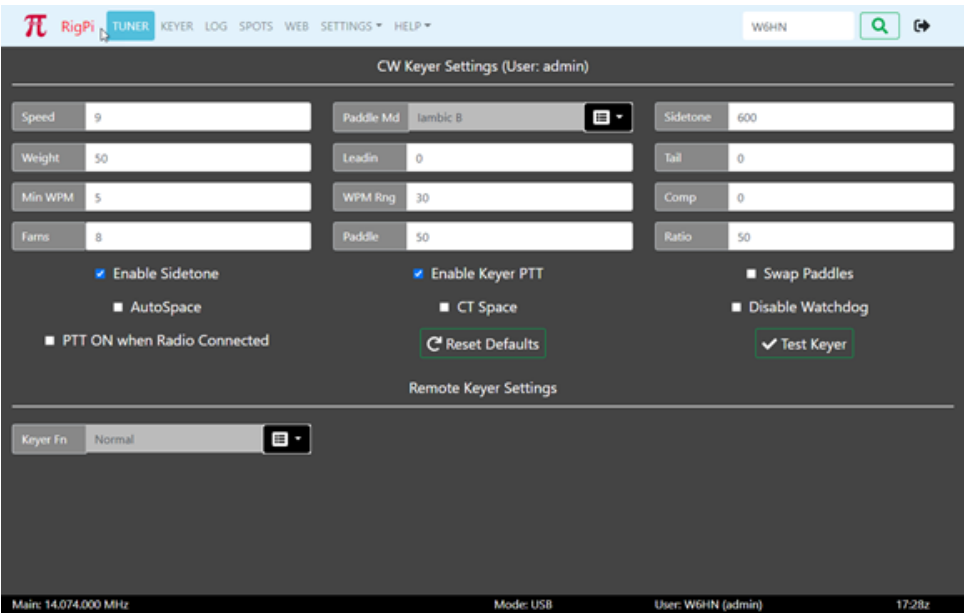 RigPi TUNER KEYER LOG SPOTS WEB SETTINGS HELP W6HN
CW Keyer Settings (User: admin)
Speed 9 Paddle Md Iambic B Sidetone 600
Weight 50 Leadin 0 Tail 0
Min WPM 5 WPM Rng 30 Comp 0
Farns 8 Paddle 50 Ratio 50
Enable Sidetone Enable Keyer PTT Swap Paddles
AutoSpace CT Space Disable Watchdog
PTT ON when Radio Connected Reset Defaults Test Keyer
Remote Keyer Settings
Keyer Fn Normal
Main: 14.074.000 MHz Mode: USB User: W6HN (admin) 17:28z